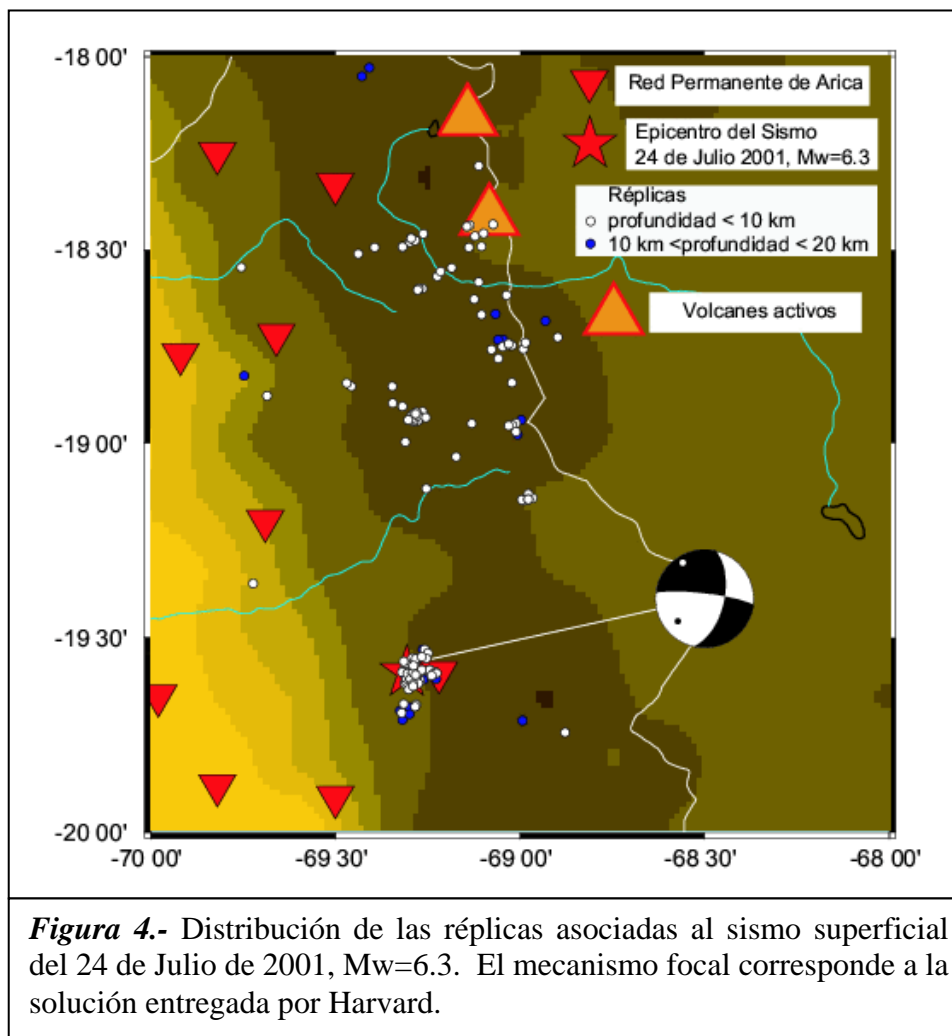 -18 00'
-18 30'
-19 00'
-19 30'
-20 00'
-70 00'
-69 30'
-69 00'
-68 30'
-68 00'
Red Permanente de Arica
Epicentro del Sismo
24 de Julio 2001, Mw=6.3
Réplicas
profundidad < 10 km
10 km <profundidad < 20 km
Volcanes activos
Figura 4.- Distribución de las réplicas asociadas al sismo superficial
del 24 de Julio de 2001, Mw=6.3. El mecanismo focal corresponde a la
solución entregada por Harvard.